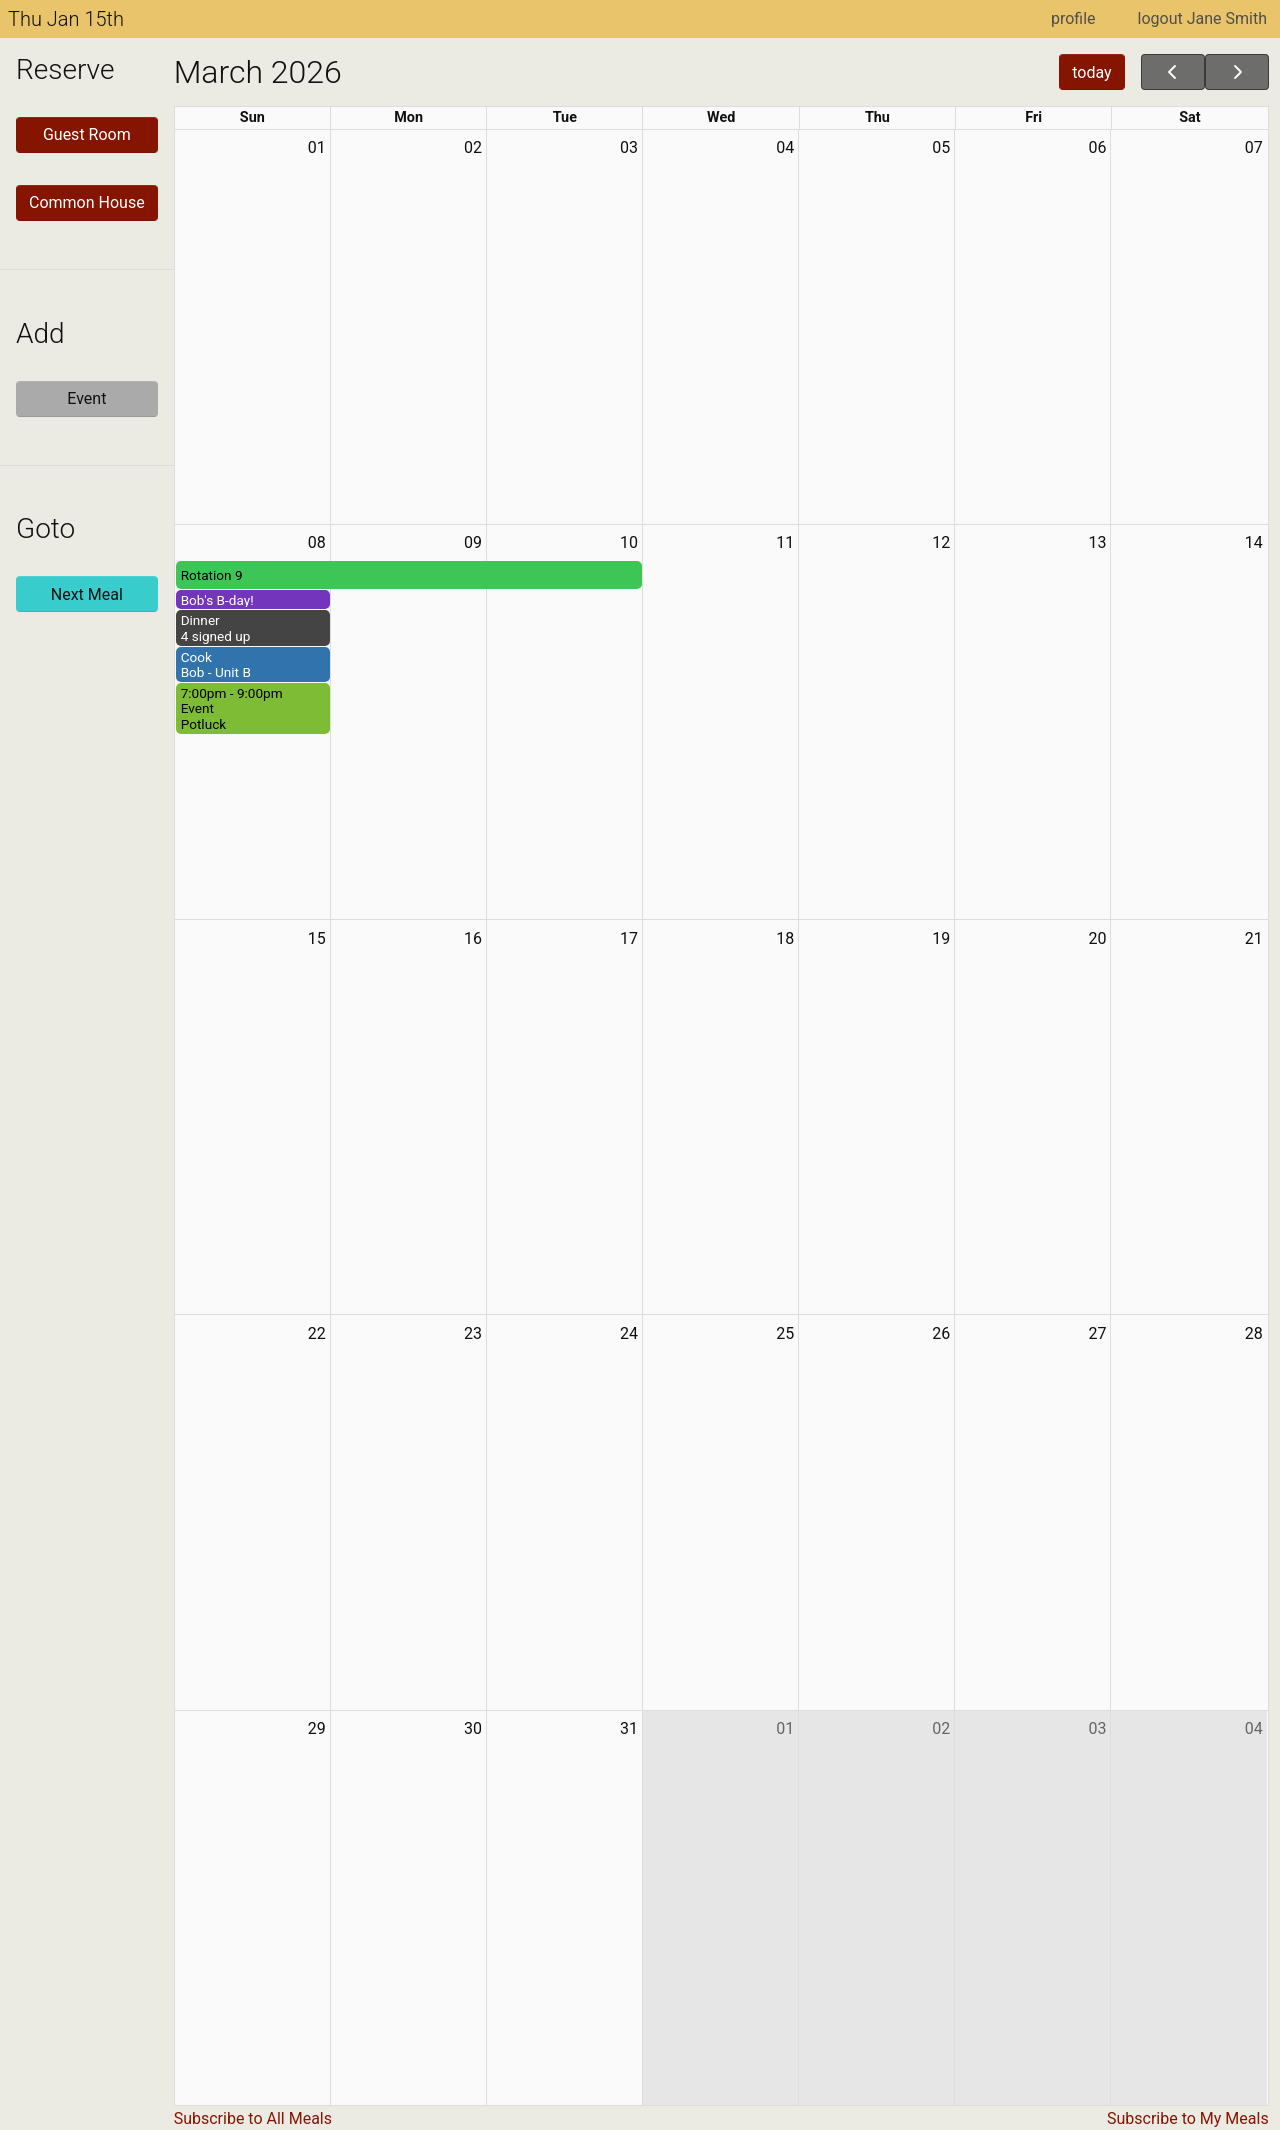 Thu Jan 15th
profile
logout Jane Smith
Reserve
Guest Room
Common House
Add
Event
Goto
Next Meal
March 2026
today
Sun Mon Tue Wed Thu Fri Sat
01 02 03 04 05 06 07
08 09 10 11 12 13 14
Rotation 9
Bob's B-day!
Dinner
4 signed up
Cook
Bob - Unit B
7:00pm - 9:00pm
Event
Potluck
15 16 17 18 19 20 21
22 23 24 25 26 27 28
29 30 31 01 02 03 04
Subscribe to All Meals
Subscribe to My Meals